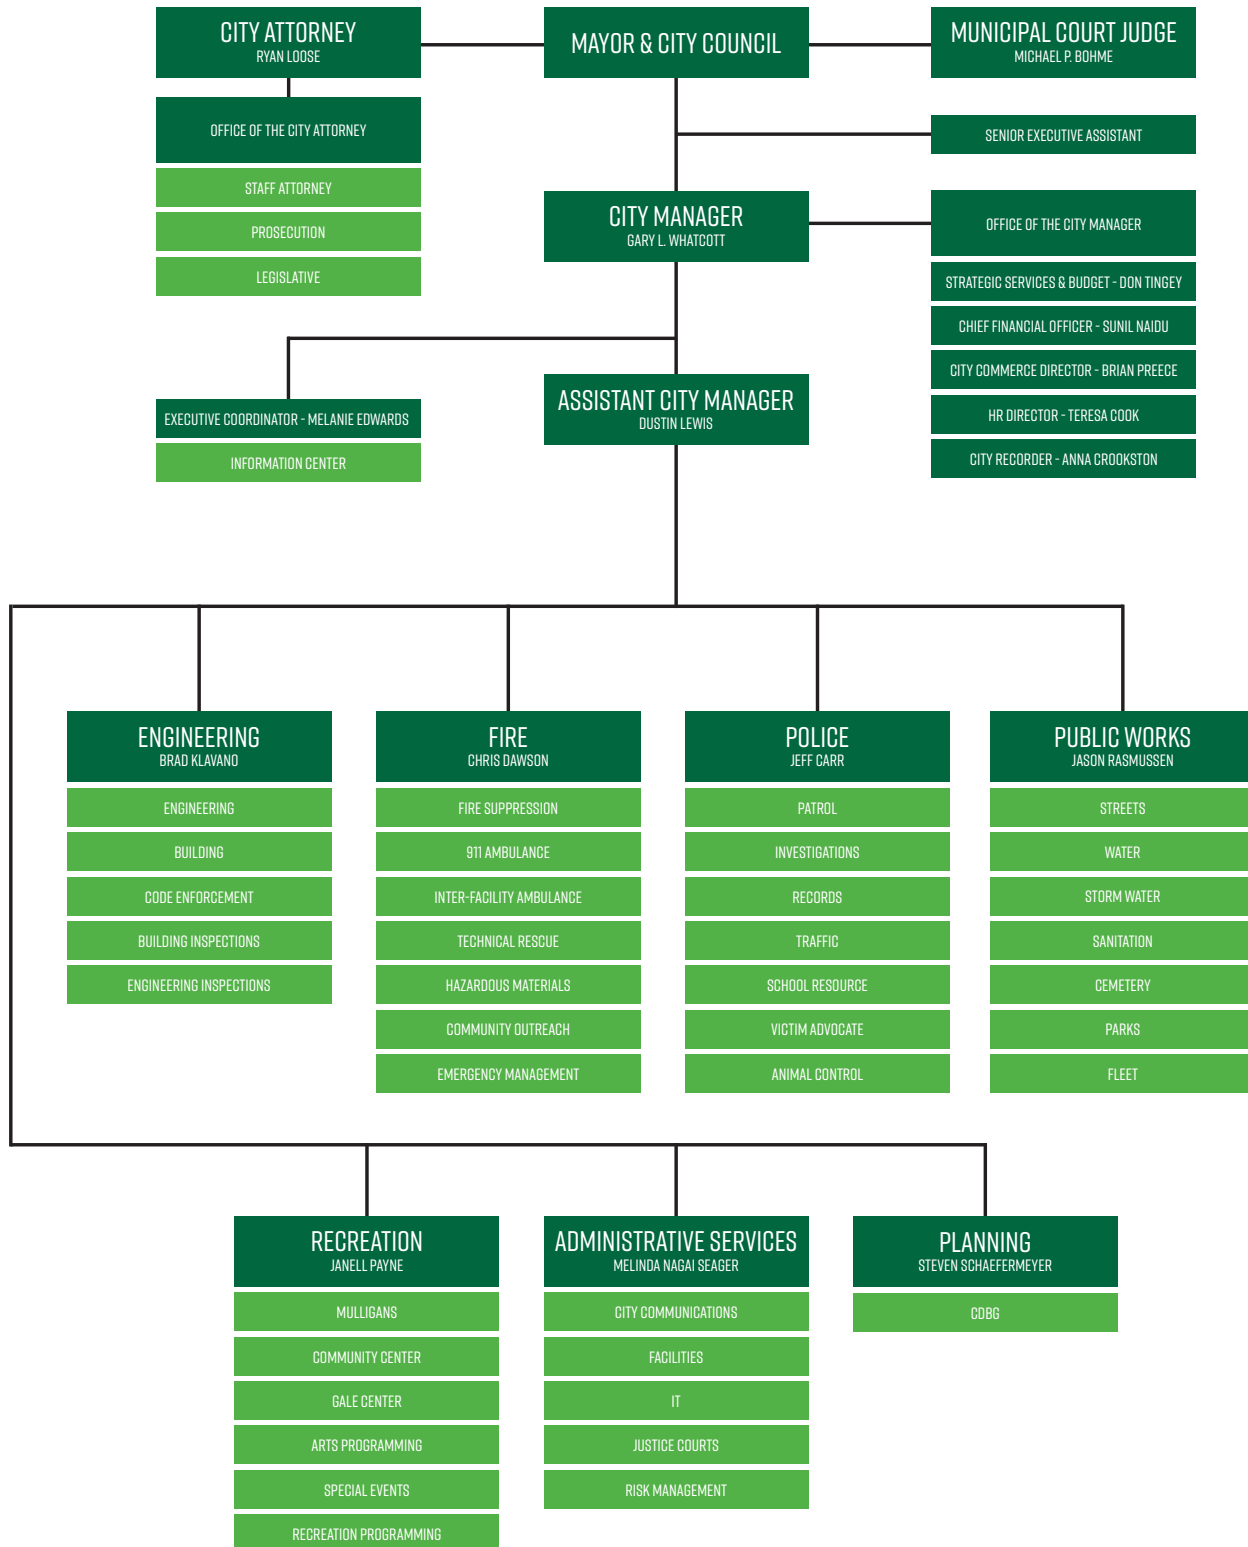 CITY ATTORNEY
RYAN LOOSE
MAYOR & CITY COUNCIL
MUNICIPAL COURT JUDGE
MICHAEL P. BOHME
OFFICE OF THE CITY ATTORNEY
STAFF ATTORNEY
PROSECUTION
LEGISLATIVE
SENIOR EXECUTIVE ASSISTANT
CITY MANAGER
GARY L. WHATCOTT
OFFICE OF THE CITY MANAGER
STRATEGIC SERVICES & BUDGET - DON TINGEY
CHIEF FINANCIAL OFFICER - SUNIL NAIDU
CITY COMMERCE DIRECTOR - BRIAN PREECE
HR DIRECTOR - TERESA COOK
CITY RECORDER - ANNA CROOKSTON
EXECUTIVE COORDINATOR - MELANIE EDWARDS
INFORMATION CENTER
ASSISTANT CITY MANAGER
DUSTIN LEWIS
ENGINEERING
BRAD KLAVANO
ENGINEERING
BUILDING
CODE ENFORCEMENT
BUILDING INSPECTIONS
ENGINEERING INSPECTIONS
FIRE
CHRIS DAWSON
FIRE SUPPRESSION
911 AMBULANCE
INTER-FACILITY AMBULANCE
TECHNICAL RESCUE
HAZARDOUS MATERIALS
COMMUNITY OUTREACH
EMERGENCY MANAGEMENT
POLICE
JEFF CARR
PATROL
INVESTIGATIONS
RECORDS
TRAFFIC
SCHOOL RESOURCE
VICTIM ADVOCATE
ANIMAL CONTROL
PUBLIC WORKS
JASON RASMUSSEN
STREETS
WATER
STORM WATER
SANITATION
CEMETERY
PARKS
FLEET
RECREATION
JANELL PAYNE
MULLIGANS
COMMUNITY CENTER
GALE CENTER
ARTS PROGRAMMING
SPECIAL EVENTS
RECREATION PROGRAMMING
ADMINISTRATIVE SERVICES
MELINDA NAGAI SEAGER
CITY COMMUNICATIONS
FACILITIES
IT
JUSTICE COURTS
RISK MANAGEMENT
PLANNING
STEVEN SCHAEFERMEYER
CDBG